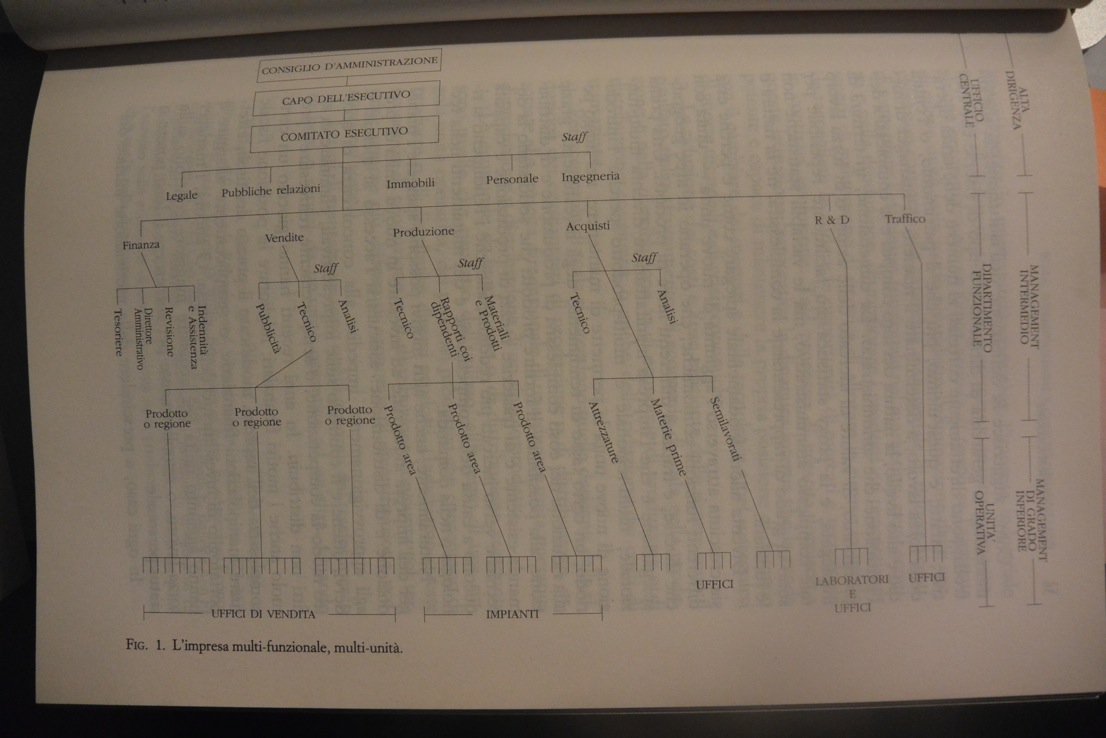 CONSIGLIO D'AMMINISTRAZIONE
CAPO DELL'ESECUTIVO
COMITATO ESECUTIVO
Staff
Legale
Pubbliche relazioni
Immobili
Personale
Ingegneria
Finanza
Vendite
Produzione
Acquisti
R & D
Traffico
Tesoriere
Direttore
Amministrativo
Revisione
Indennità
e Assistenza
Staff
Pubblicità
Tecnico
Analisi
Staff
Tecnico
Rapporti coi
dipendenti
Materiali
e Prodotti
Staff
Tecnico
Analisi
Prodotto
o regione
Prodotto
o regione
Prodotto
o regione
Prodotto area
Prodotto area
Prodotto area
Attrezzature
Materie prime
Semilavorati
UFFICI DI VENDITA
IMPIANTI
UFFICI
LABORATORI
E
UFFICI
UFFICI
UFFICIO
CENTRALE
ALTA
DIRIGENZA
DIPARTIMENTO
FUNZIONALE
MANAGEMENT
INTERMEDIO
UNITÀ
OPERATIVA
MANAGEMENT
DI GRADO
INFERIORE
FIG. 1. L'impresa multi-funzionale, multi-unità.